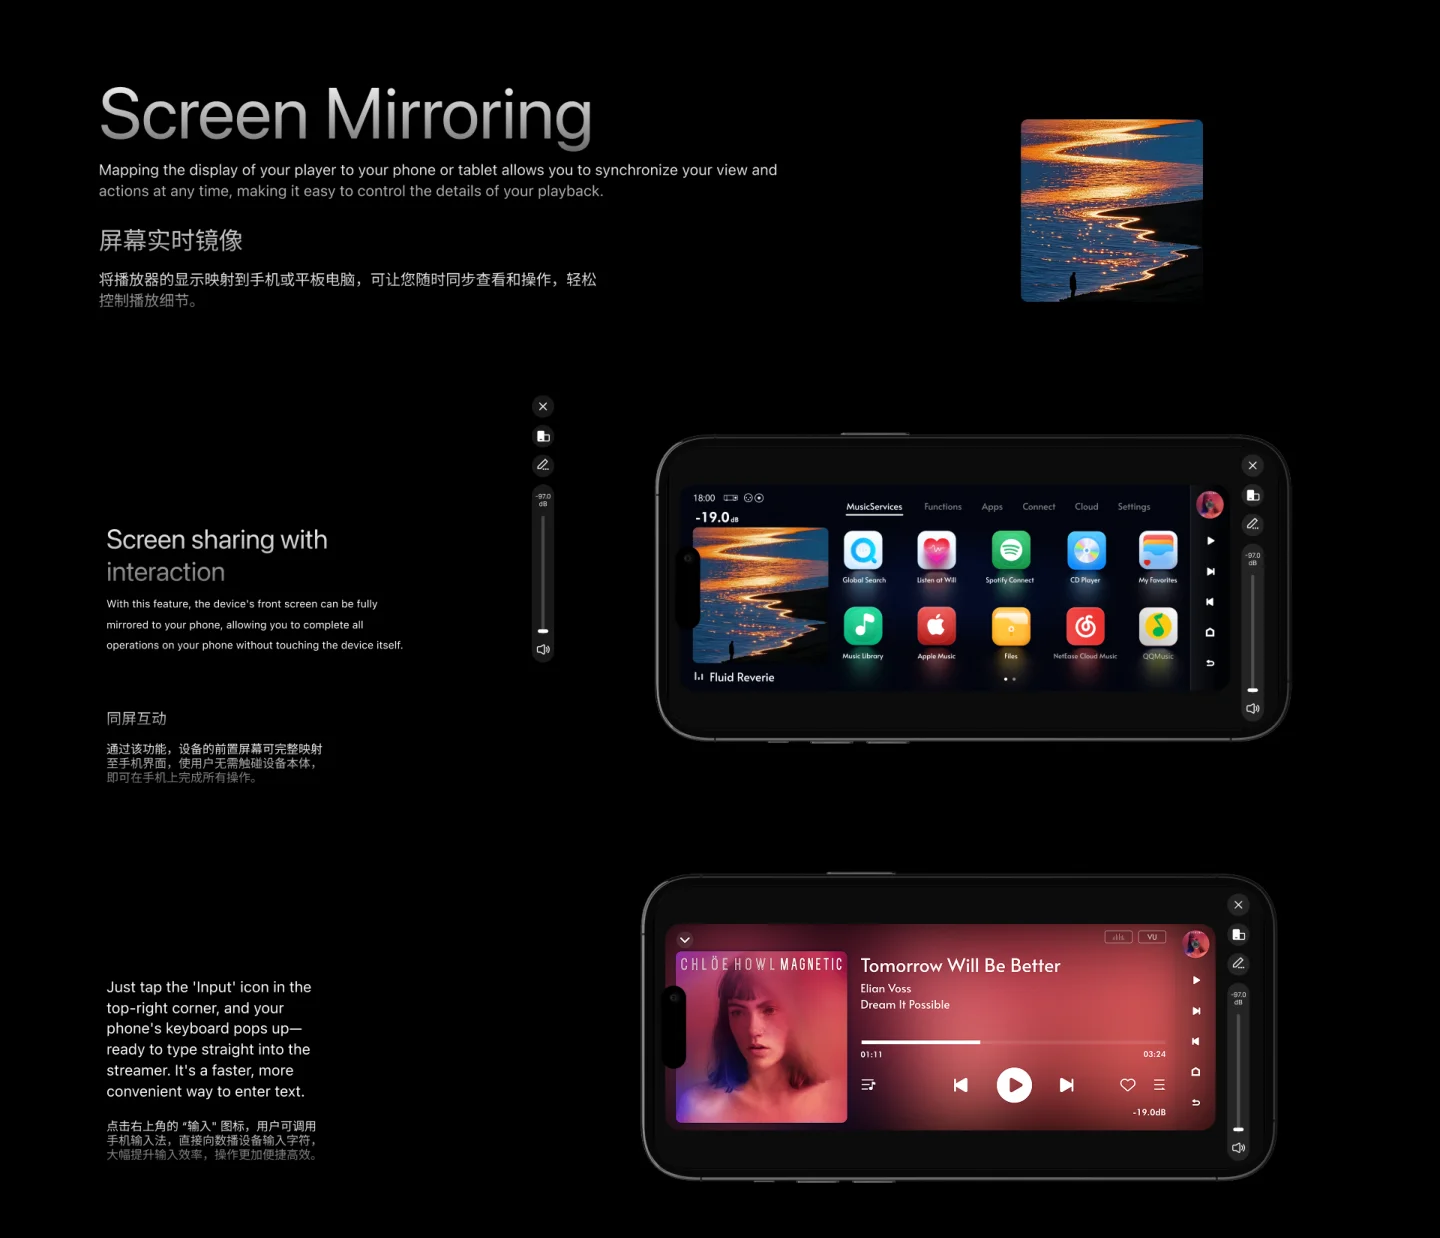 Screen Mirroring
Mapping the display of your player to your phone or tablet allows you to synchronize your view and
actions at any time, making it easy to control the details of your playback.
屏幕实时镜像
将播放器的显示映射到手机或平板电脑，可让您随时同步查看和操作，轻松
控制播放细节。
-97.0
dB
Screen sharing with
interaction
With this feature, the device's front screen can be fully
mirrored to your phone, allowing you to complete all
operations on your phone without touching the device itself.
同屏互动
通过该功能，设备的前置屏幕可完整映射
至手机界面，使用户无需触碰设备本体，
即可在手机上完成所有操作。
18:00
-19.0dB
MusicServices Functions Apps Connect Cloud Settings
Global Search Listen at Will Spotify Connect CD Player My Favorites
Music Library Apple Music Files NetEase Cloud Music QQMusic
Fluid Reverie
-97.0
dB
Just tap the 'Input' icon in the
top-right corner, and your
phone's keyboard pops up—
ready to type straight into the
streamer. It's a faster, more
convenient way to enter text.
点击右上角的 “输入" 图标，用户可调用
手机输入法，直接向数播设备输入字符，
大幅提升输入效率，操作更加便捷高效。
VU
CHLÖE HOWL MAGNETIC
Tomorrow Will Be Better
Elian Voss
Dream It Possible
01:11 03:24
-19.0dB
-97.0
dB